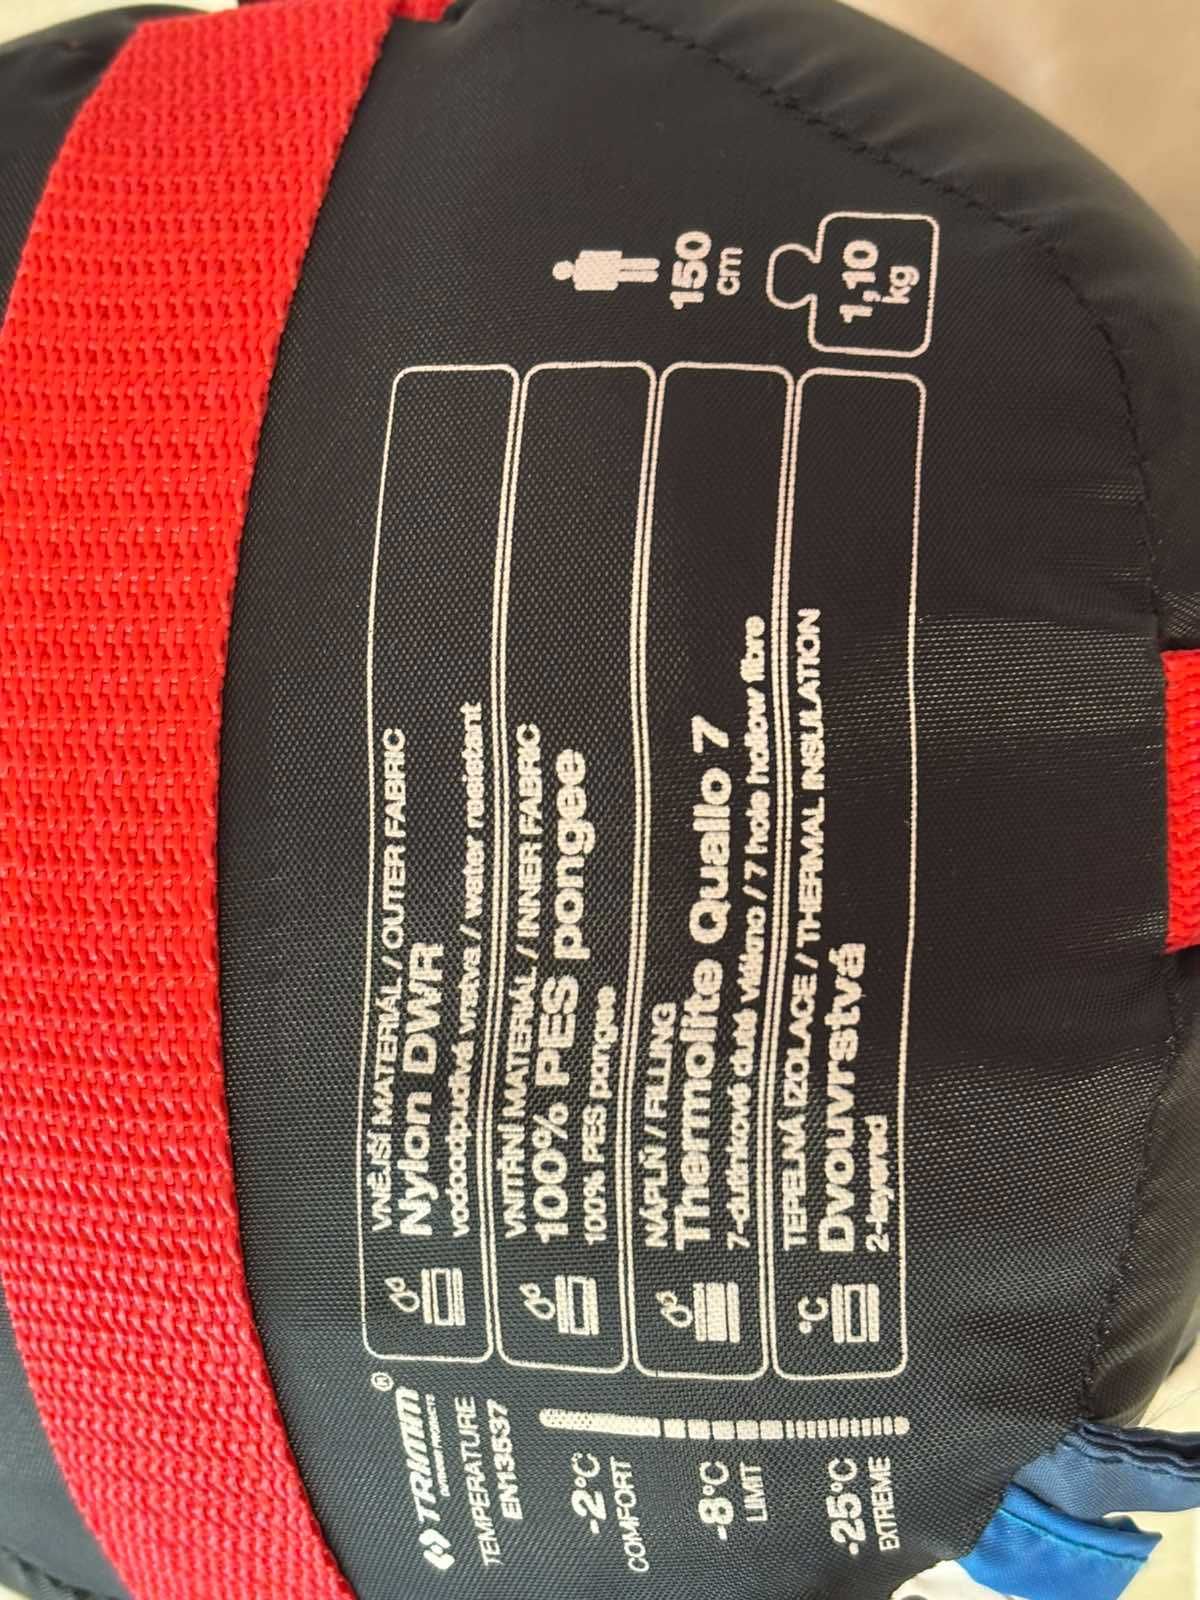 TRIMM®
OUTDOOR PRODUCTS
TEMPERATURE
EN13537
-2°C
COMFORT
-8°C
LIMIT
-25°C
EXTREME
VNĚJŠÍ MATERIÁL / OUTER FABRIC
Nylon DWR
vodoodpudivá vrstva / water resistant
VNITŘNÍ MATERIÁL / INNER FABRIC
100% PES pongee
100% PES pongee
NÁPLŇ / FILLING
Thermolite Quallo 7
7-dutinkové duté vlákno / 7 hole hollow fibre
°C
TEPELNÁ IZOLACE / THERMAL INSULATION
Dvouvrstvá
2-layered
150
cm
1,10
kg